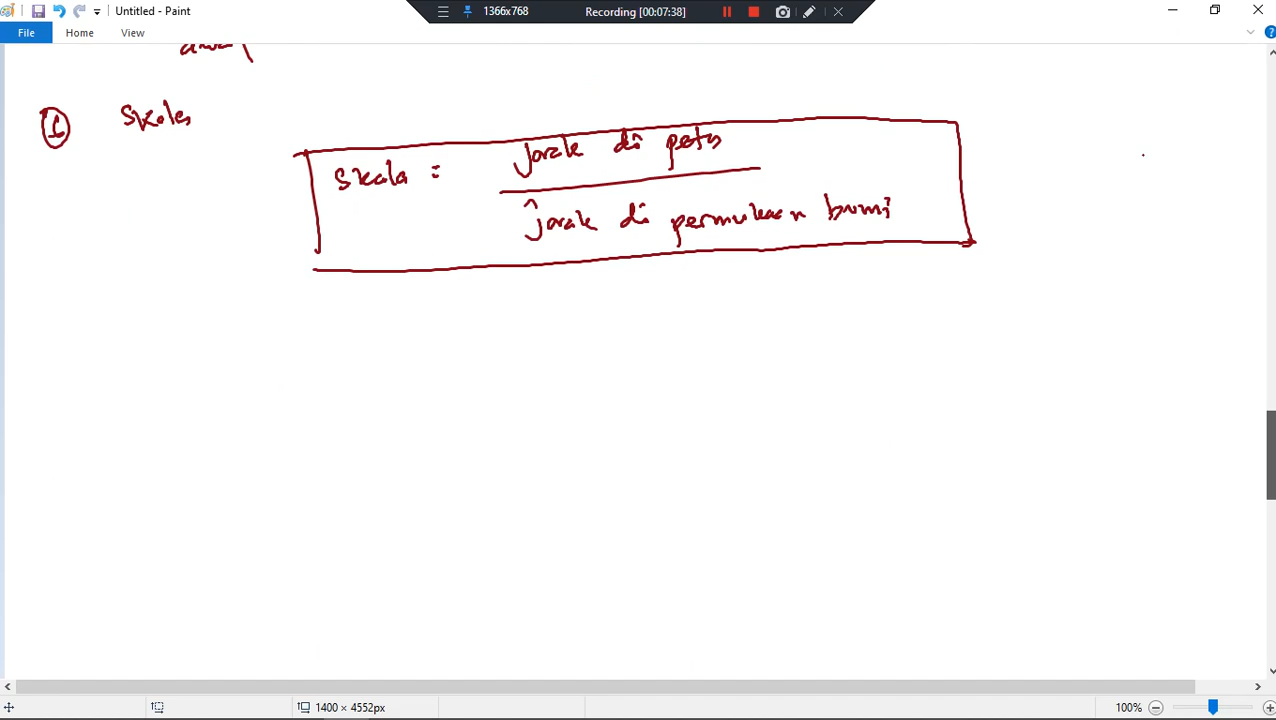 Untitled - Paint
1366x768
Recording [00:07:38]
File Home View
Skala
Skala = jarak di peta
jarak di permukaan bumi
1400 × 4552px
100%